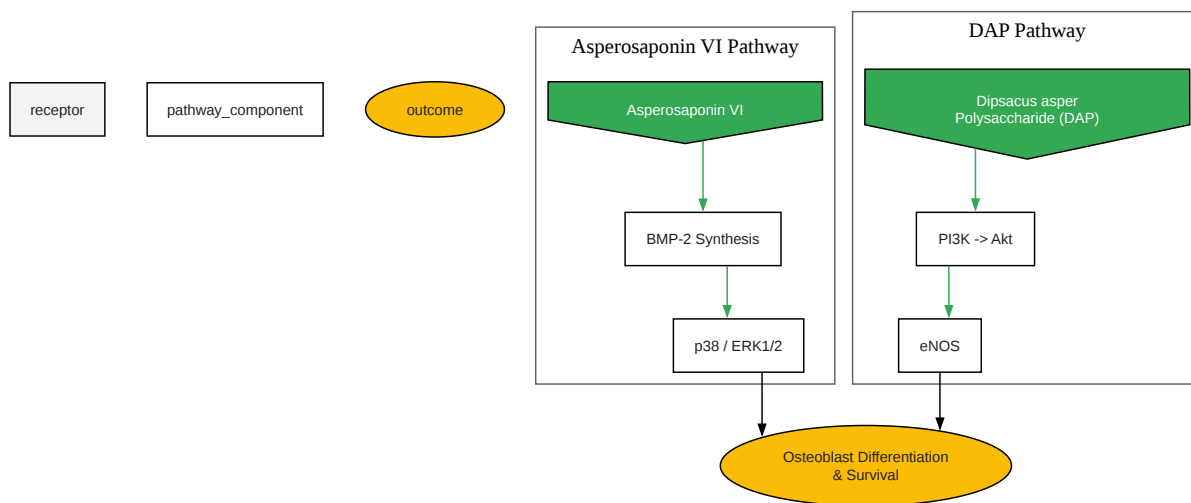 receptor
pathway_component
outcome
Asperosaponin VI Pathway
Asperosaponin VI
BMP-2 Synthesis
p38 / ERK1/2
DAP Pathway
Dipsacus asper
Polysaccharide (DAP)
PI3K -> Akt
eNOS
Osteoblast Differentiation
& Survival